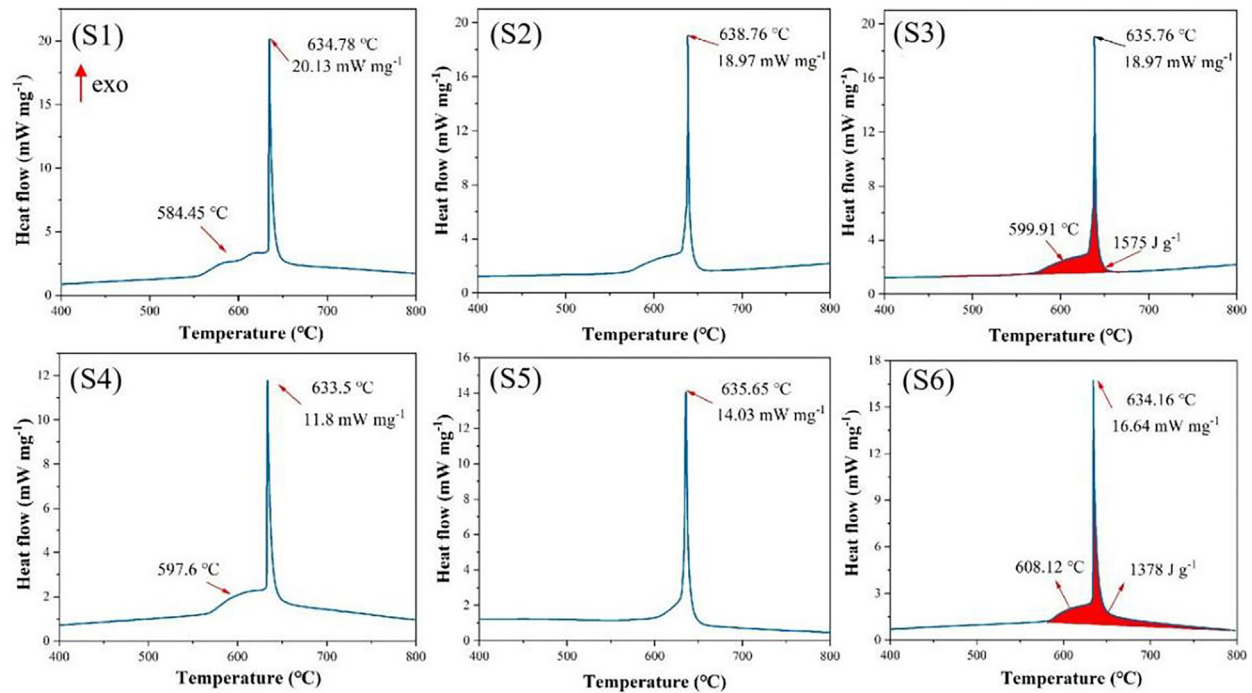 (S1)
634.78 °C
20.13 mW mg⁻¹
exo
584.45 °C
20
15
10
5
0
Heat flow (mW mg⁻¹)
400 500 600 700 800
Temperature (°C)
(S2)
638.76 °C
18.97 mW mg⁻¹
20
16
12
8
4
0
Heat flow (mW mg⁻¹)
400 500 600 700 800
Temperature (°C)
(S3)
635.76 °C
18.97 mW mg⁻¹
599.91 °C
1575 J g⁻¹
20
16
12
8
4
0
Heat flow (mW mg⁻¹)
400 500 600 700 800
Temperature (°C)
(S4)
633.5 °C
11.8 mW mg⁻¹
597.6 °C
12
10
8
6
4
2
0
Heat flow (mW mg⁻¹)
400 500 600 700 800
Temperature (°C)
(S5)
635.65 °C
14.03 mW mg⁻¹
16
14
12
10
8
6
4
2
0
Heat flow (mW mg⁻¹)
400 500 600 700 800
Temperature (°C)
(S6)
634.16 °C
16.64 mW mg⁻¹
608.12 °C
1378 J g⁻¹
18
15
12
9
6
3
0
Heat flow (mW mg⁻¹)
400 500 600 700 800
Temperature (°C)